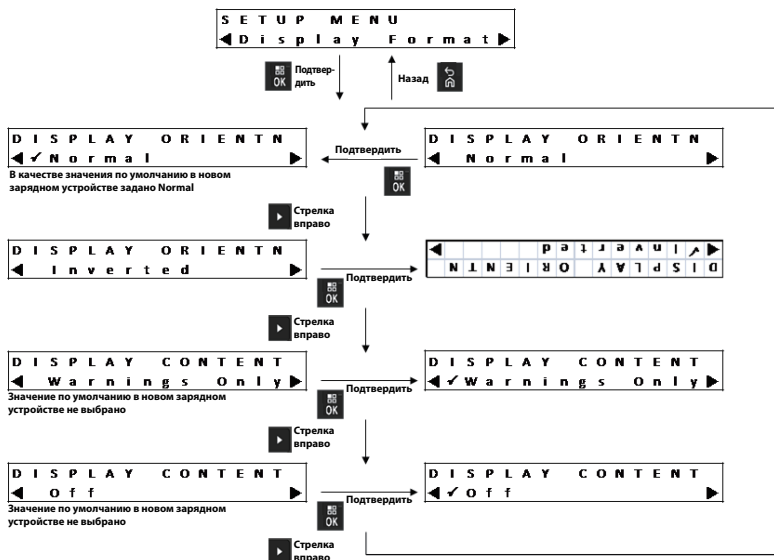 SETUP MENU
◀Display Format▶
OK
Подтвер-
дить
Назад
DISPLAY ORIENTN
◀✓Normal ▶
В качестве значения по умолчанию в новом
зарядном устройстве задано Normal
Подтвердить
OK
DISPLAY ORIENTN
◀ Normal ▶
Стрелка
вправо
DISPLAY ORIENTN
◀ Inverted ▶
Подтвердить
OK
DISPLAY ORIENTN
◀✓Inverted ▶
Стрелка
вправо
DISPLAY CONTENT
◀ Warnings Only▶
Значение по умолчанию в новом зарядном
устройстве не выбрано
Подтвердить
OK
DISPLAY CONTENT
◀✓Warnings Only▶
Стрелка
вправо
DISPLAY CONTENT
◀ Off ▶
Значение по умолчанию в новом зарядном
устройстве не выбрано
Подтвердить
OK
DISPLAY CONTENT
◀✓Off ▶
Стрелка
вправо